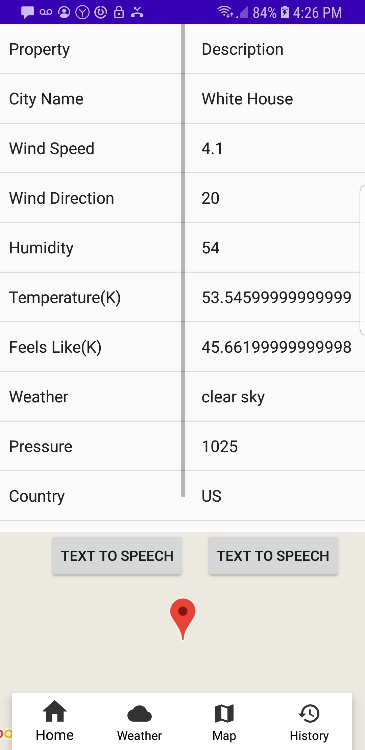 84% 4:26 PM
Property Description
City Name White House
Wind Speed 4.1
Wind Direction 20
Humidity 54
Temperature(K) 53.54599999999999
Feels Like(K) 45.66199999999998
Weather clear sky
Pressure 1025
Country US
TEXT TO SPEECH TEXT TO SPEECH
Home Weather Map History